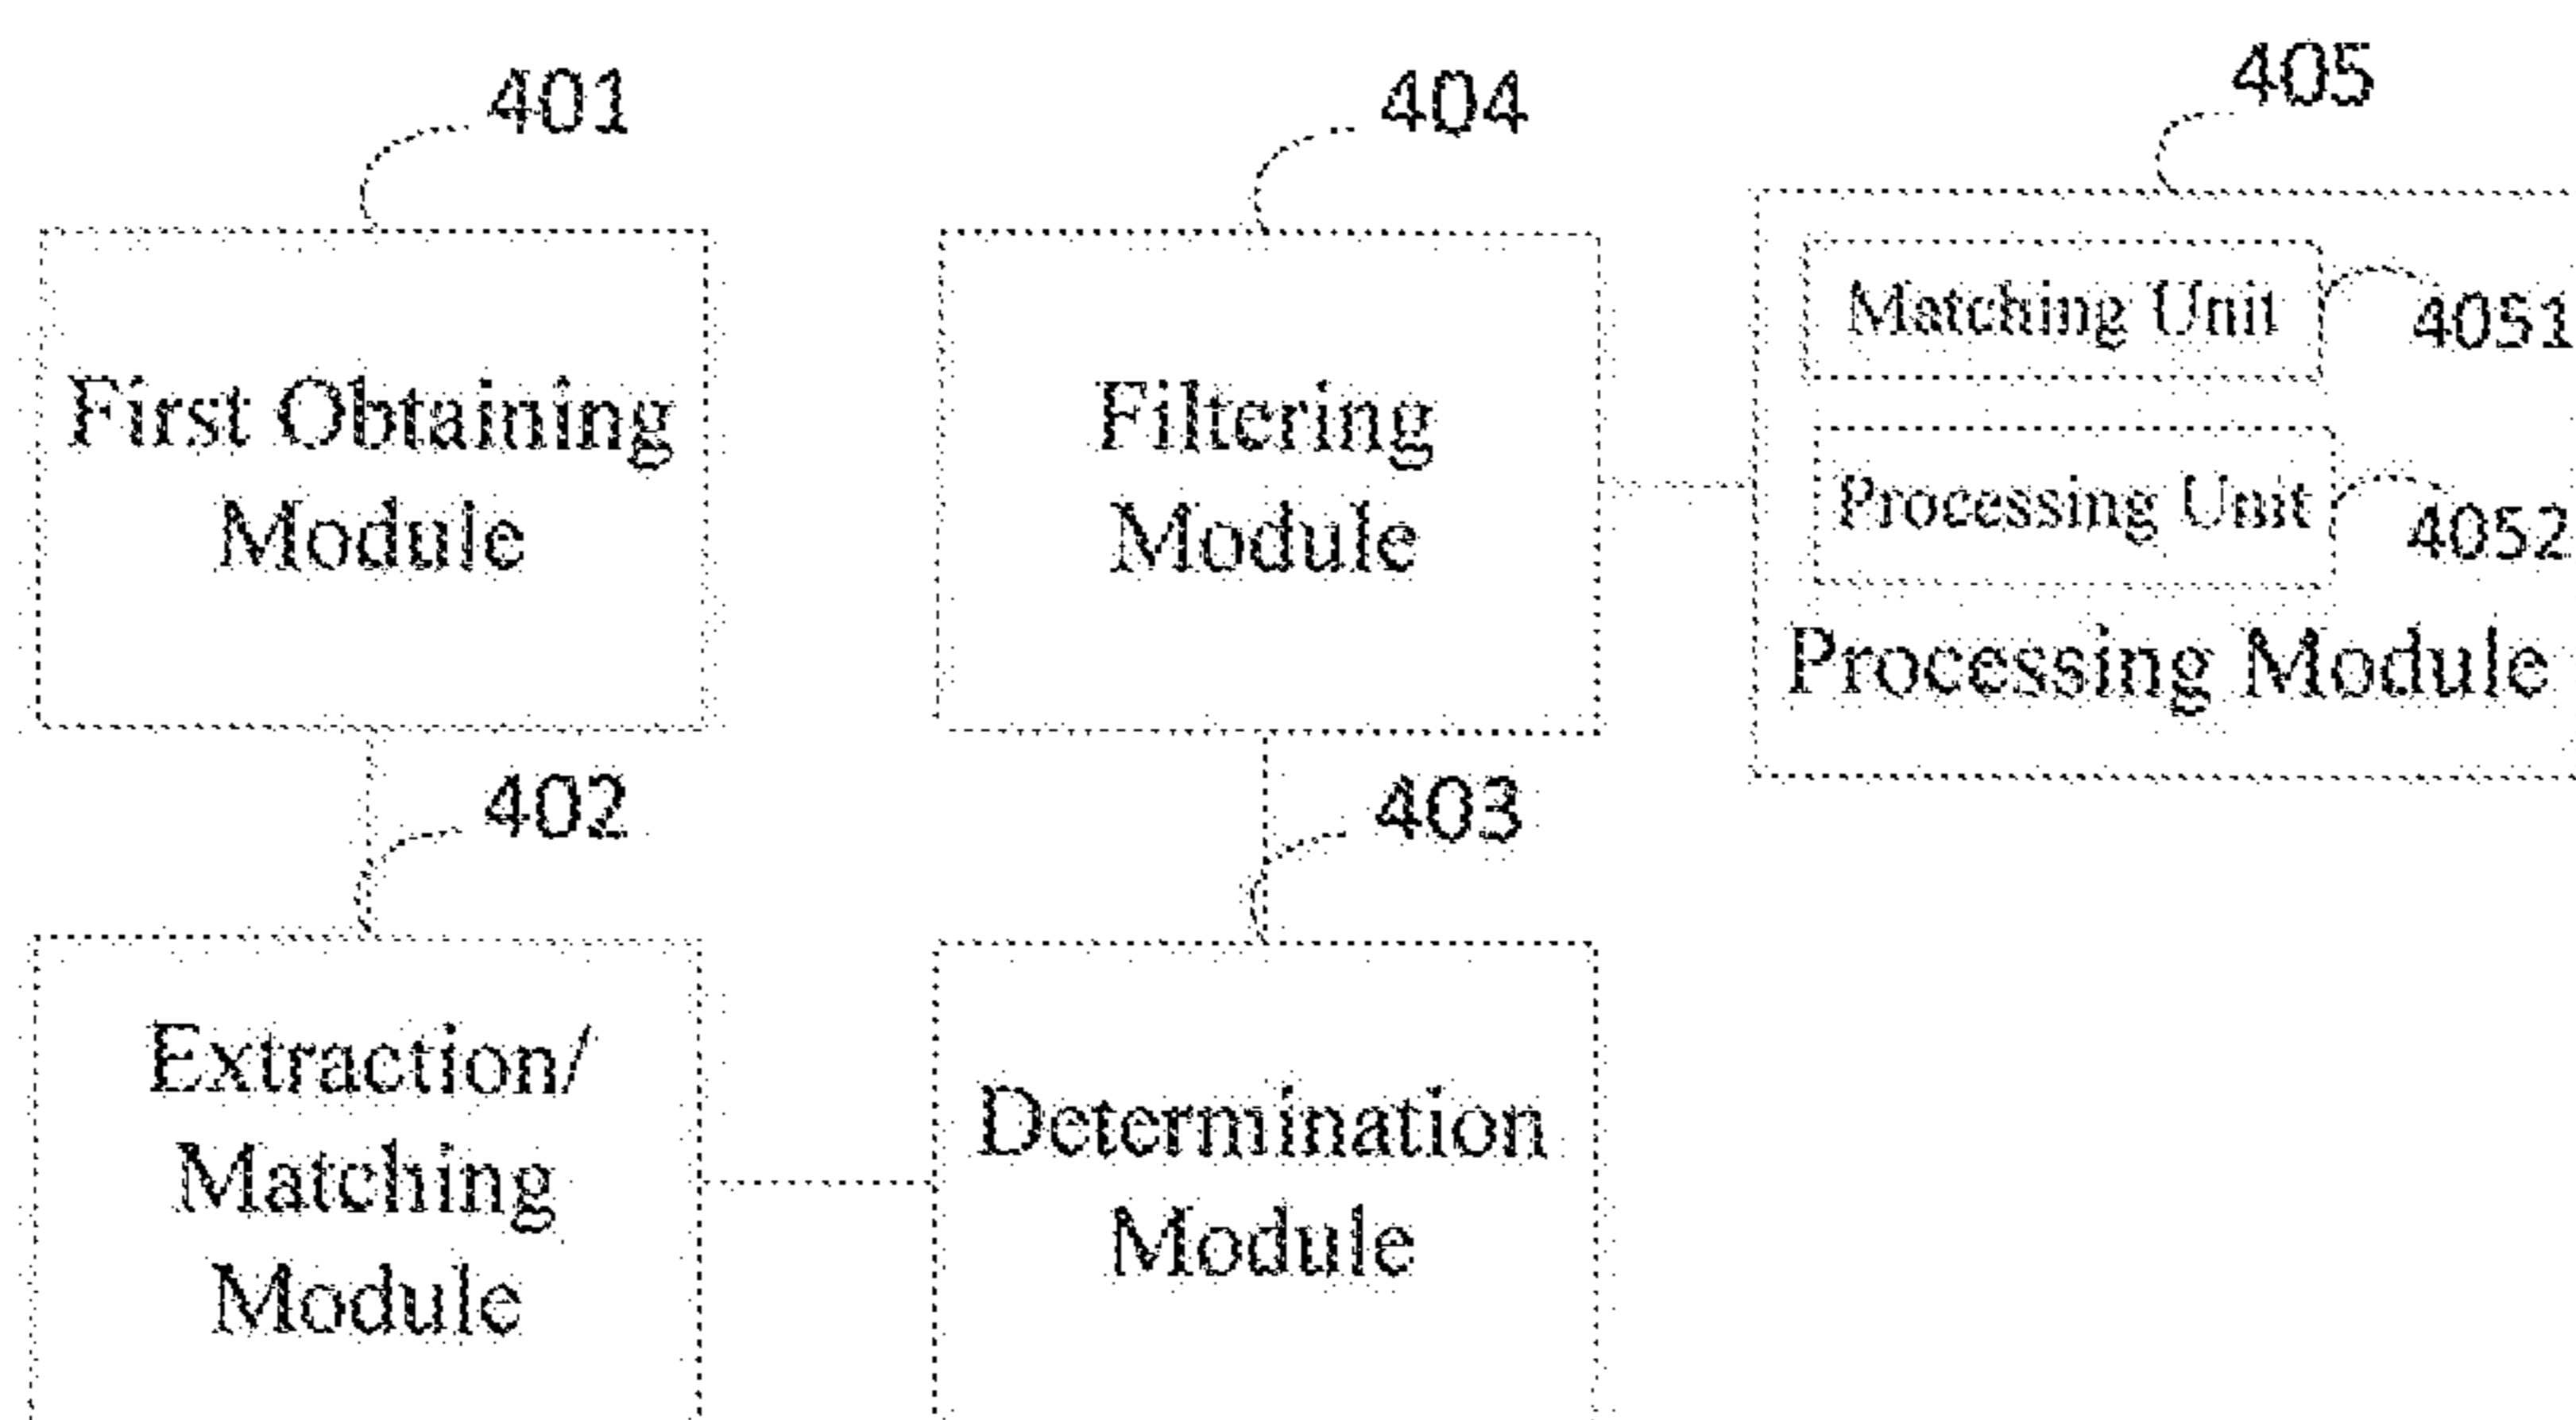 401
First Obtaining
Module
404
Filtering
Module
405
Matching Unit
4051
Processing Unit
4052
Processing Module
402
Extraction/
Matching
Module
403
Determination
Module